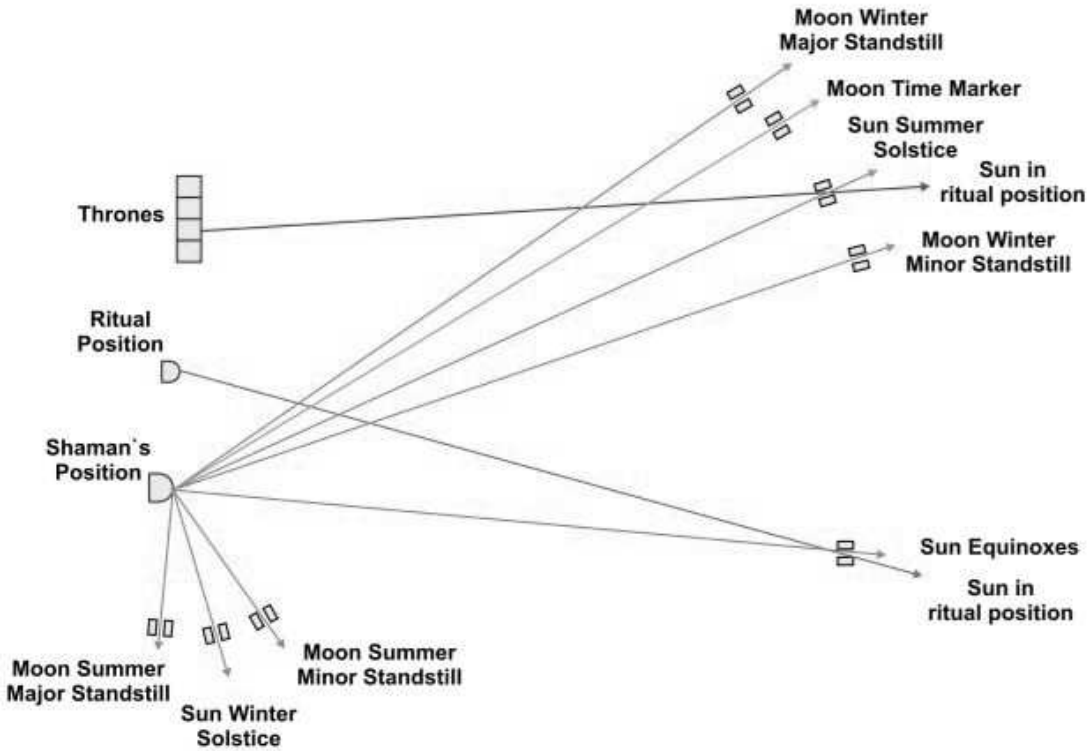 Moon Winter
Major Standstill
Moon Time Marker
Sun Summer
Solstice
Sun in
ritual position
Thrones
Moon Winter
Minor Standstill
Ritual
Position
Shaman`s
Position
Sun Equinoxes
Sun in
ritual position
Moon Summer
Minor Standstill
Moon Summer
Major Standstill
Sun Winter
Solstice